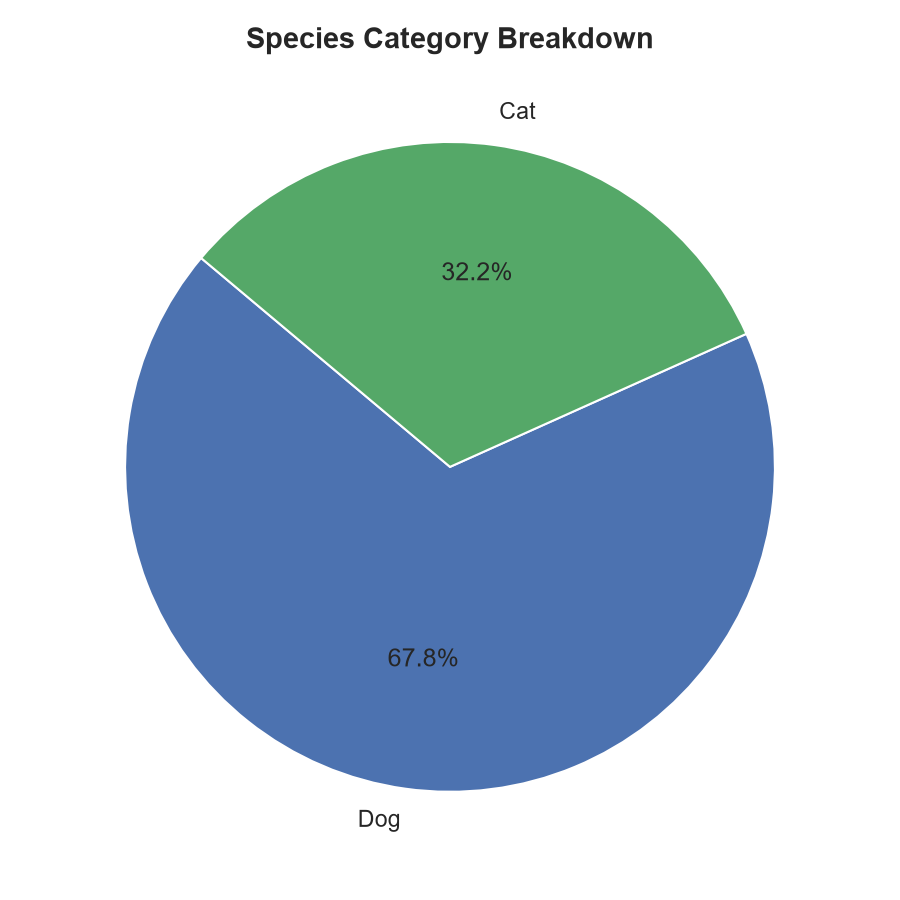 Species Category Breakdown
Cat
32.2%
67.8%
Dog